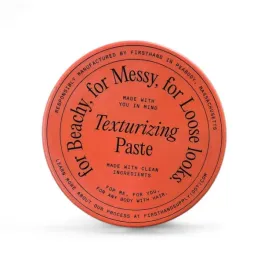 RESPONSIBLY MANUFACTURED BY FIRSTHAND IN PEABODY, MASSACHUSETTS
for Beachy, for Messy, for Loose looks.
MADE WITH
YOU IN MIND
Texturizing
Paste
MADE WITH CLEAN
INGREDIENTS
FOR ME, FOR YOU,
FOR ANY BODY WITH HAIR.
LEARN MORE ABOUT OUR PROCESS AT FIRSTHANDSUPPLY.COM